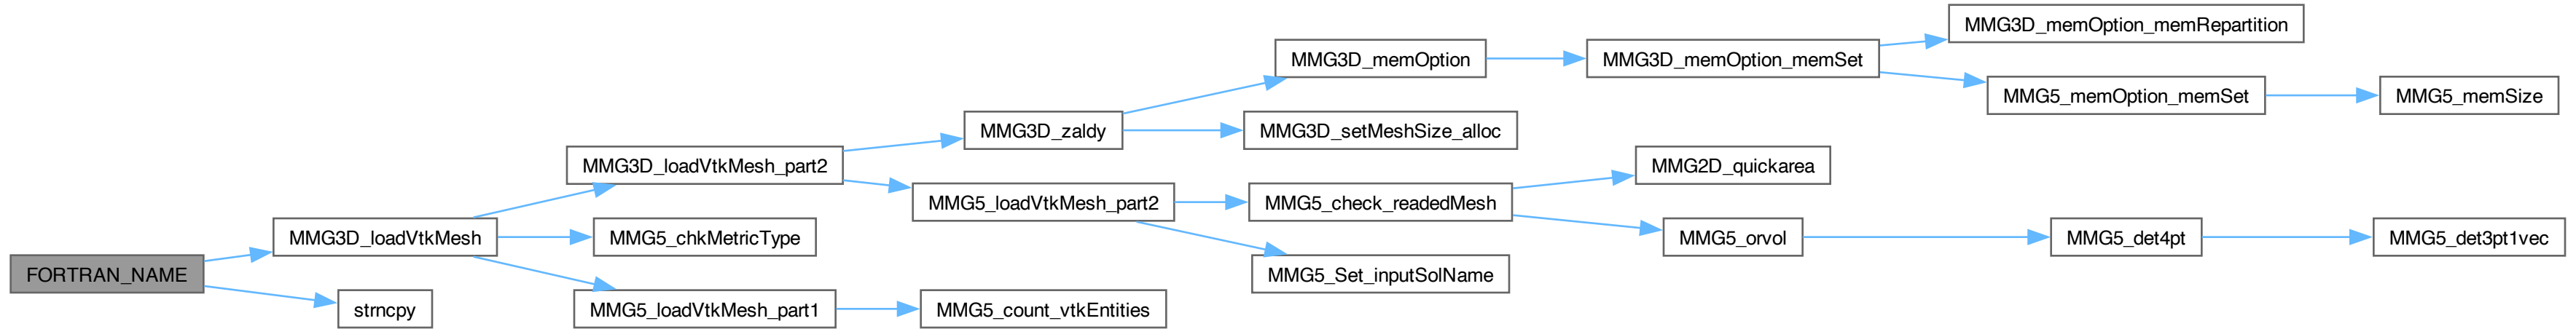 FORTRAN_NAME
MMG3D_loadVtkMesh
strncpy
MMG3D_loadVtkMesh_part2
MMG5_chkMetricType
MMG5_loadVtkMesh_part1
MMG3D_zaldy
MMG5_loadVtkMesh_part2
MMG5_count_vtkEntities
MMG3D_memOption
MMG3D_setMeshSize_alloc
MMG5_check_readedMesh
MMG5_Set_inputSolName
MMG3D_memOption_memSet
MMG2D_quickarea
MMG5_orvol
MMG3D_memOption_memRepartition
MMG5_memOption_memSet
MMG5_det4pt
MMG5_memSize
MMG5_det3pt1vec